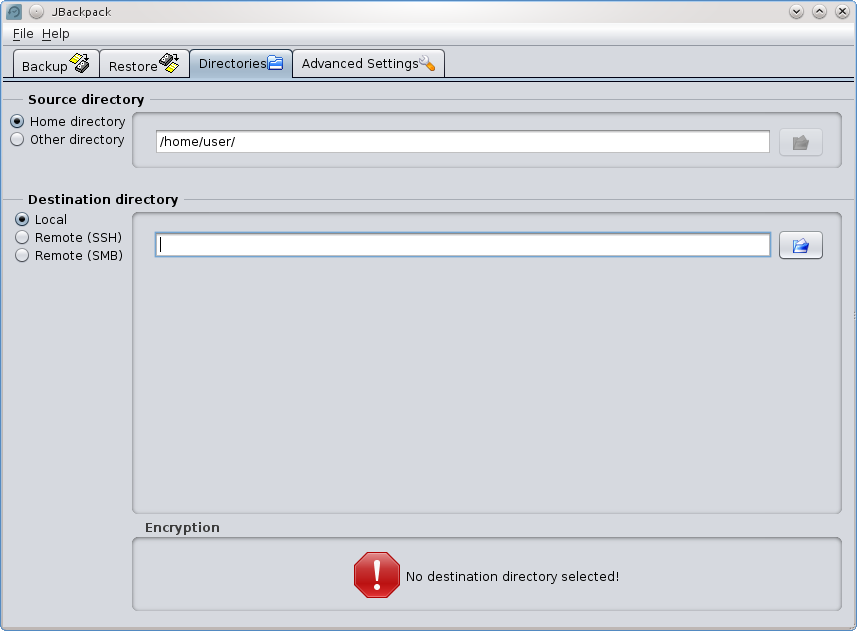 JBackpack
File Help
Backup Restore Directories Advanced Settings
Source directory
Home directory
Other directory
/home/user/
Destination directory
Local
Remote (SSH)
Remote (SMB)
Encryption
No destination directory selected!